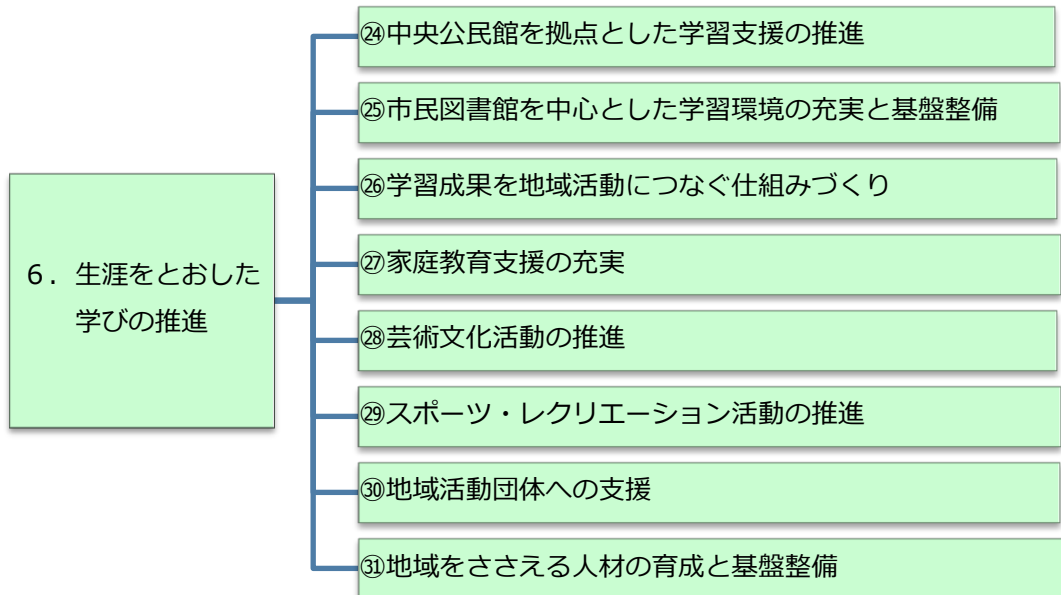 ６．生涯をとおした
学びの推進
㉔中央公民館を拠点とした学習支援の推進
㉕市民図書館を中心とした学習環境の充実と基盤整備
㉖学習成果を地域活動につなぐ仕組みづくり
㉗家庭教育支援の充実
㉘芸術文化活動の推進
㉙スポーツ・レクリエーション活動の推進
㉚地域活動団体への支援
㉛地域をささえる人材の育成と基盤整備